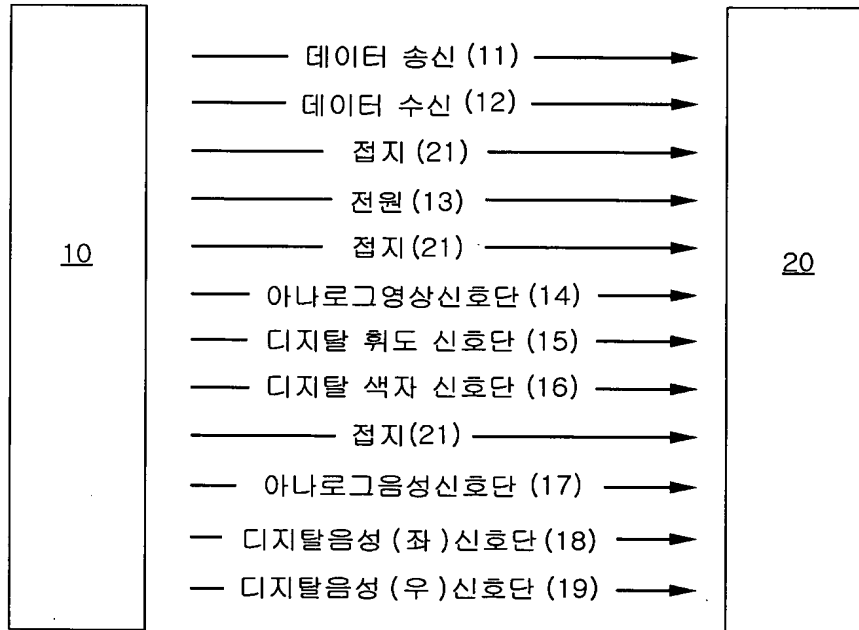 데이터 송신 (11)
데이터 수신 (12)
접지 (21)
전원 (13)
접지 (21)
10
20
아나로그영상신호단 (14)
디지탈 휘도 신호단 (15)
디지탈 색자 신호단 (16)
접지(21)
아나로그음성신호단 (17)
디지탈음성 (좌 )신호단 (18)
디지탈음성 (우 )신호단 (19)